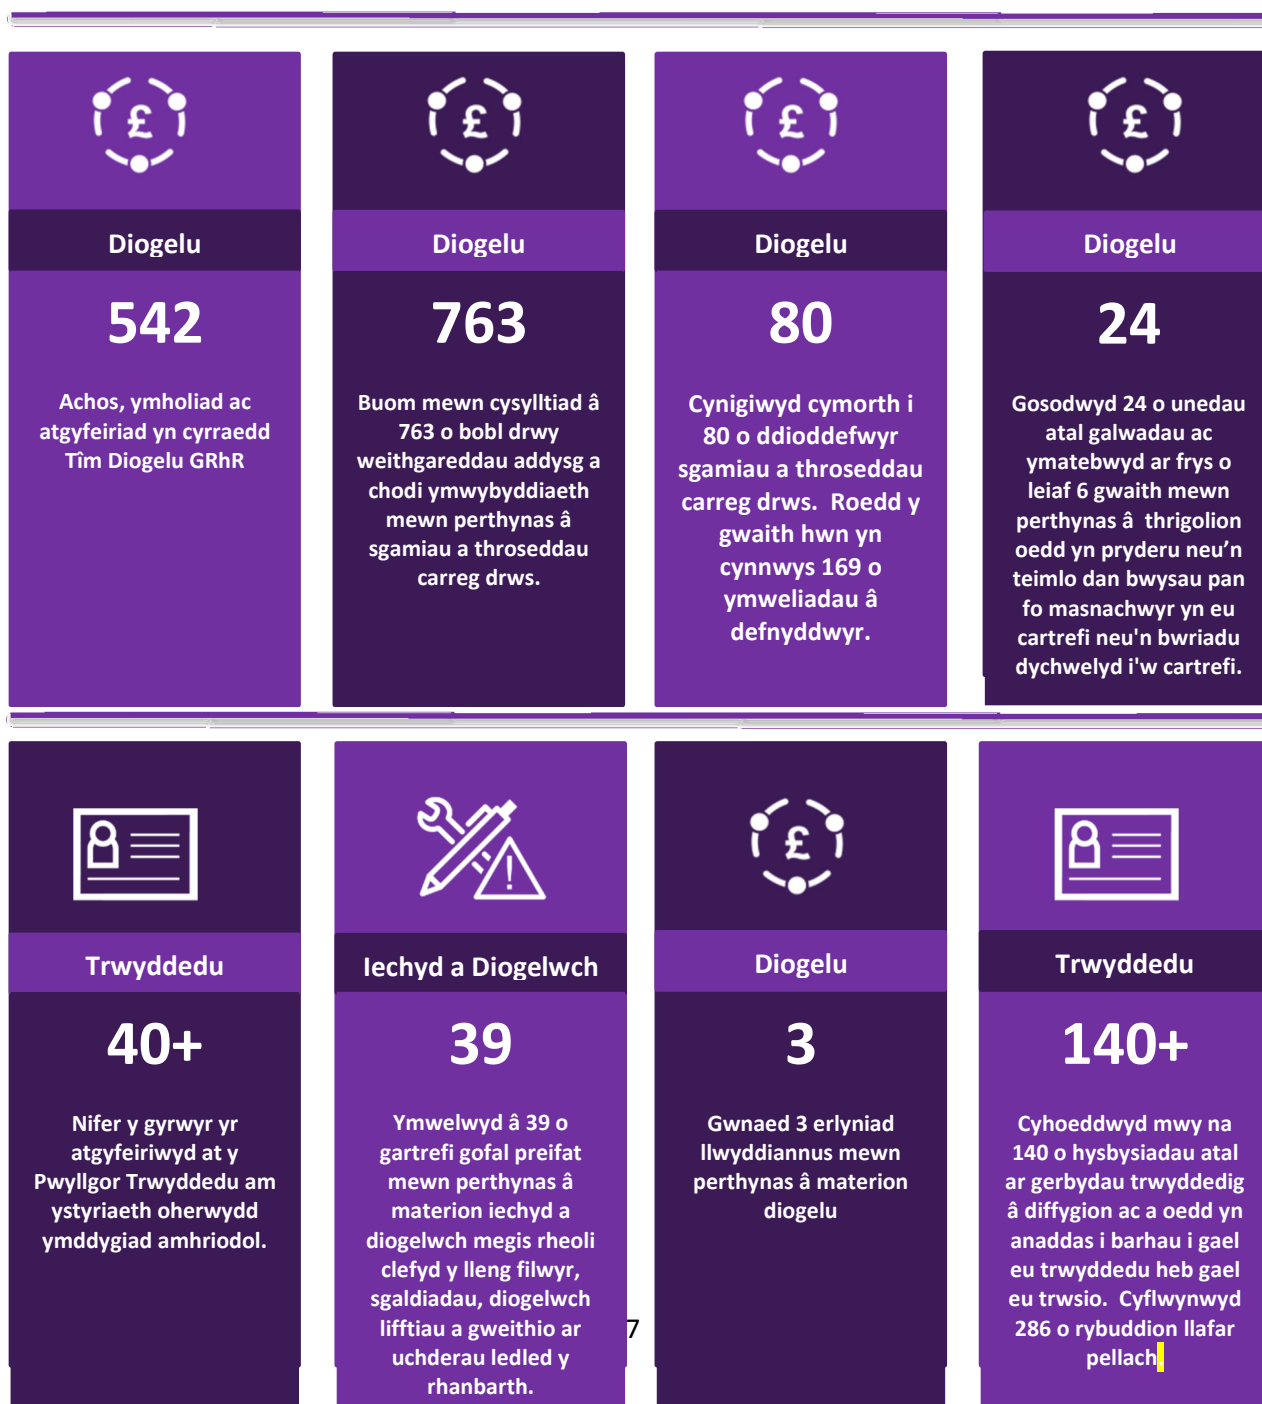 £
Diogelu
542
Achos, ymholiad ac
atgyfeiriad yn cyrraedd
Tîm Diogelu GRhR
£
Diogelu
763
Buom mewn cysylltiad â
763 o bobl drwy
weithgareddau addysg a
chodi ymwybyddiaeth
mewn perthynas â
sgamiau a throseddau
carreg drws.
£
Diogelu
80
Cynigiwyd cymorth i
80 o ddioddefwyr
sgamiau a throseddau
carreg drws.  Roedd y
gwaith hwn yn
cynnwys 169 o
ymweliadau â
defnyddwyr.
£
Diogelu
24
Gosodwyd 24 o unedau
atal galwadau ac
ymatebwyd ar frys o
leiaf 6 gwaith mewn
perthynas â  thrigolion
oedd yn pryderu neu’n
teimlo dan bwysau pan
fo masnachwyr yn eu
cartrefi neu'n bwriadu
dychwelyd i'w cartrefi.
Trwyddedu
40+
Nifer y gyrwyr yr
atgyfeiriwyd at y
Pwyllgor Trwyddedu am
ystyriaeth oherwydd
ymddygiad amhriodol.
!
Iechyd a Diogelwch
39
Ymwelwyd â 39 o
gartrefi gofal preifat
mewn perthynas â
materion iechyd a
diogelwch megis rheoli
clefyd y lleng filwyr,
sgaldiadau, diogelwch
lifftiau a gweithio ar
uchderau ledled y
rhanbarth.
£
Diogelu
3
Gwnaed 3 erlyniad
llwyddiannus mewn
perthynas â materion
diogelu
Trwyddedu
140+
Cyhoeddwyd mwy na
140 o hysbysiadau atal
ar gerbydau trwyddedig
â diffygion ac a oedd yn
anaddas i barhau i gael
eu trwyddedu heb gael
eu trwsio.  Cyflwynwyd
286 o rybuddion llafar
pellach.
7